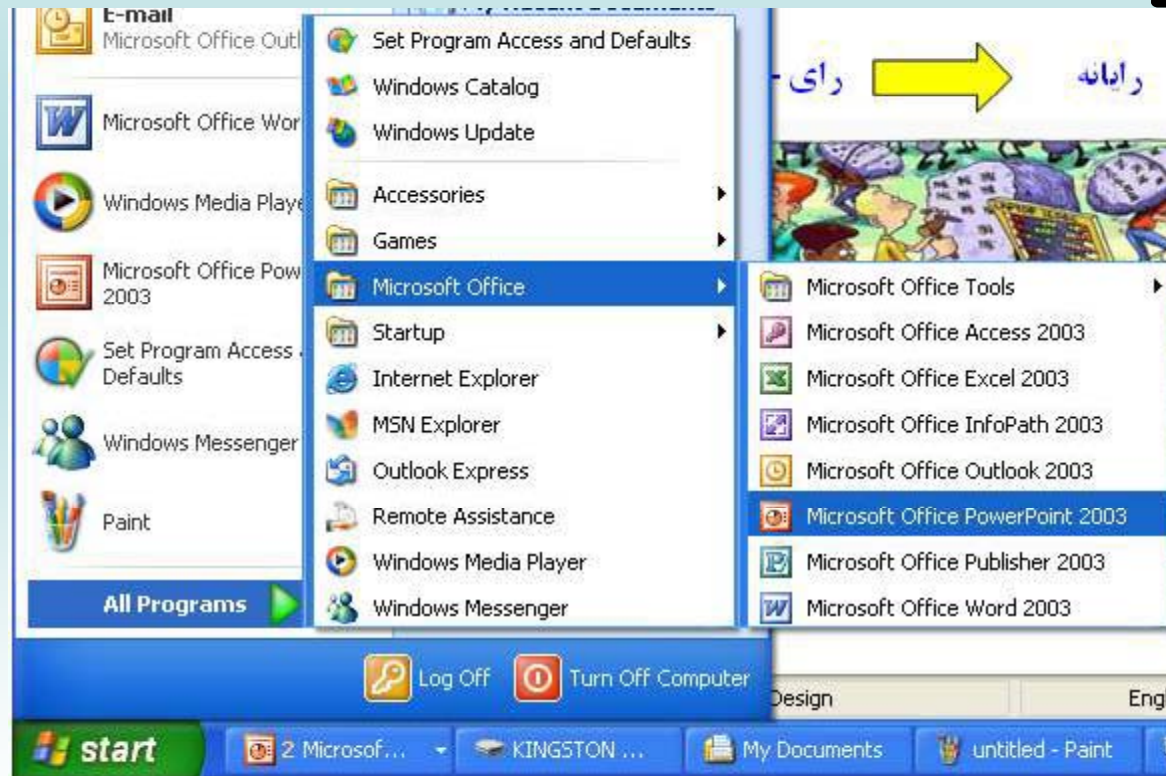 E-mail
Microsoft Office Outl
Microsoft Office Wor
Windows Media Playe
Microsoft Office Pow
2003
Set Program Access
Defaults
Windows Messenger
Paint
All Programs
Set Program Access and Defaults
Windows Catalog
Windows Update
Accessories
Games
Microsoft Office
Startup
Internet Explorer
MSN Explorer
Outlook Express
Remote Assistance
Windows Media Player
Windows Messenger
Microsoft Office Tools
Microsoft Office Access 2003
Microsoft Office Excel 2003
Microsoft Office InfoPath 2003
Microsoft Office Outlook 2003
Microsoft Office PowerPoint 2003
Microsoft Office Publisher 2003
Microsoft Office Word 2003
رایانه
رای -
Log Off
Turn Off Computer
Design
Eng
start
2 Microsof...
KINGSTON ...
My Documents
untitled - Paint